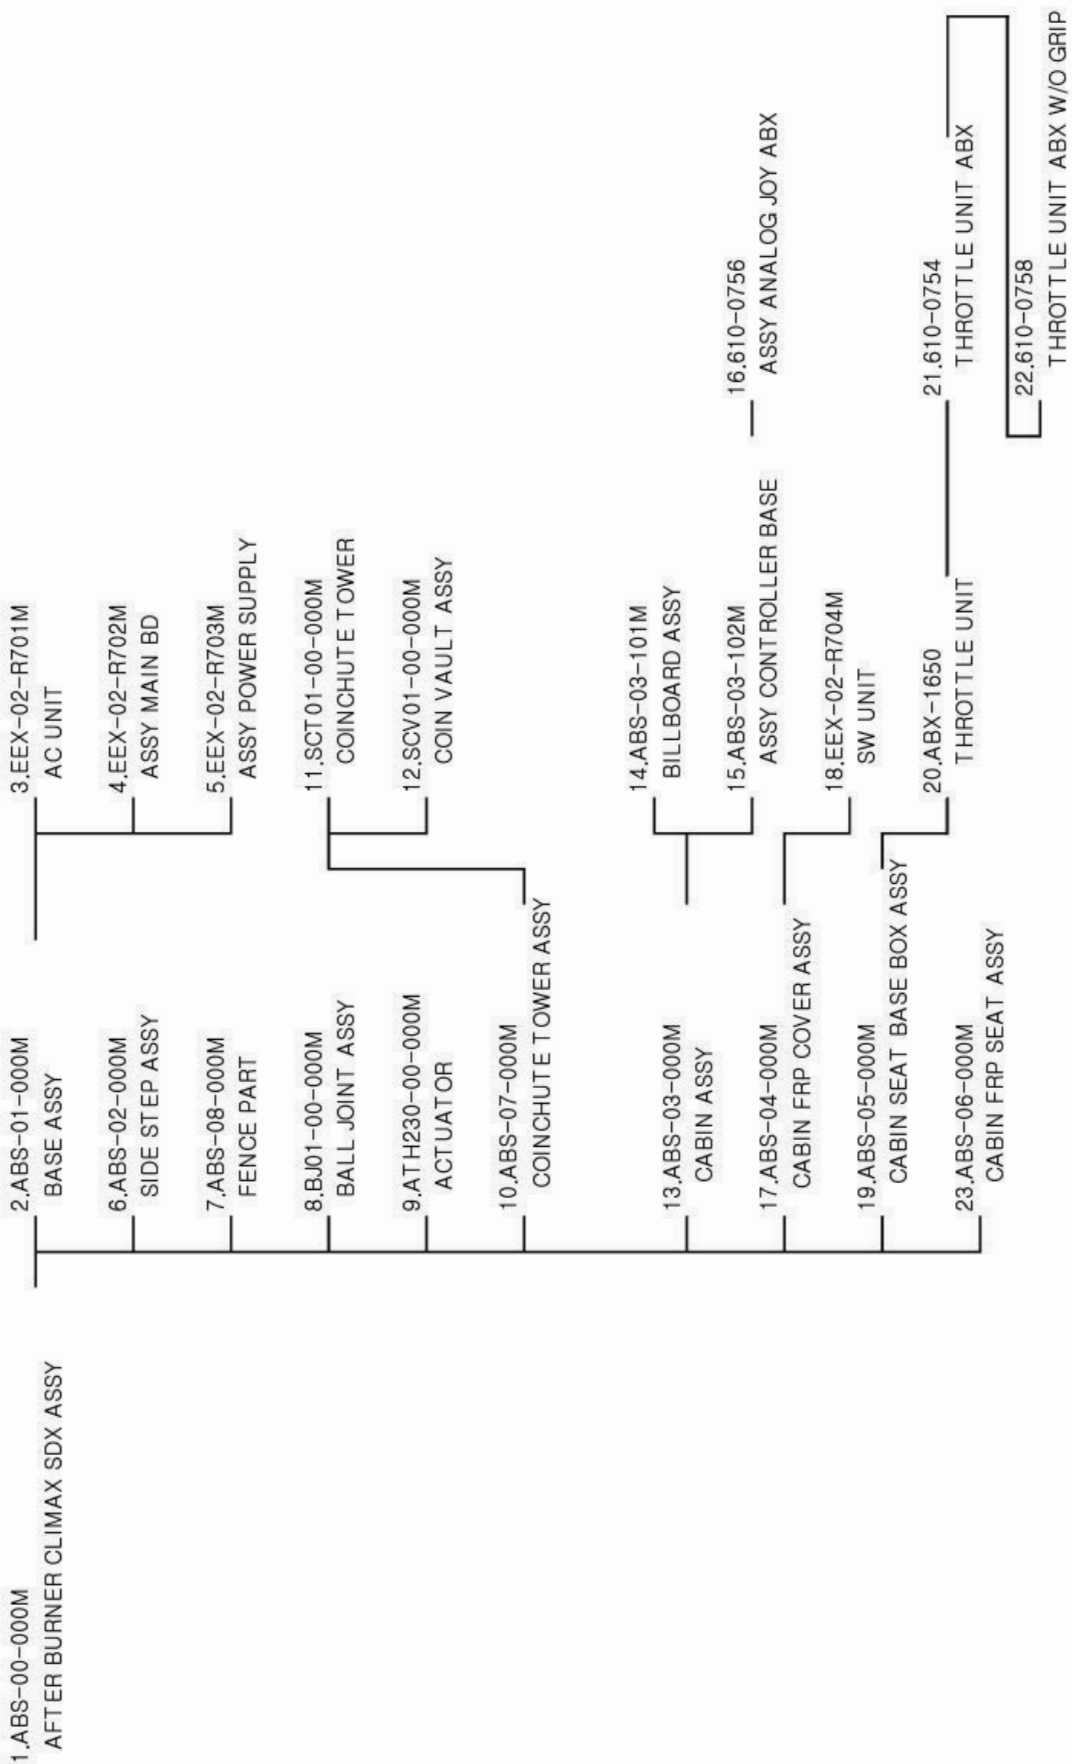 1.ABS-00-000M
AFTER BURNER CLIMAX SDX ASSY
2.ABS-01-000M
BASE ASSY
3.EEX-02-R701M
AC UNIT
4.EEX-02-R702M
ASSY MAIN BD
5.EEX-02-R703M
ASSY POWER SUPPLY
6.ABS-02-000M
SIDE STEP ASSY
7.ABS-08-000M
FENCE PART
8.BJ01-00-000M
BALL JOINT ASSY
9.ATH230-00-000M
ACTUATOR
10.ABS-07-000M
COINCHUTE TOWER ASSY
11.SCT01-00-000M
COINCHUTE TOWER
12.SCV01-00-000M
COIN VAULT ASSY
13.ABS-03-000M
CABIN ASSY
14.ABS-03-101M
BILLBOARD ASSY
15.ABS-03-102M
ASSY CONTROLLER BASE
16.610-0756
ASSY ANALOG JOY ABX
17.ABS-04-000M
CABIN FRP COVER ASSY
18.EEX-02-R704M
SW UNIT
19.ABS-05-000M
CABIN SEAT BASE BOX ASSY
20.ABX-1650
THROTTLE UNIT
21.610-0754
THROTTLE UNIT ABX
22.610-0758
THROTTLE UNIT ABX W/O GRIP
23.ABS-06-000M
CABIN FRP SEAT ASSY